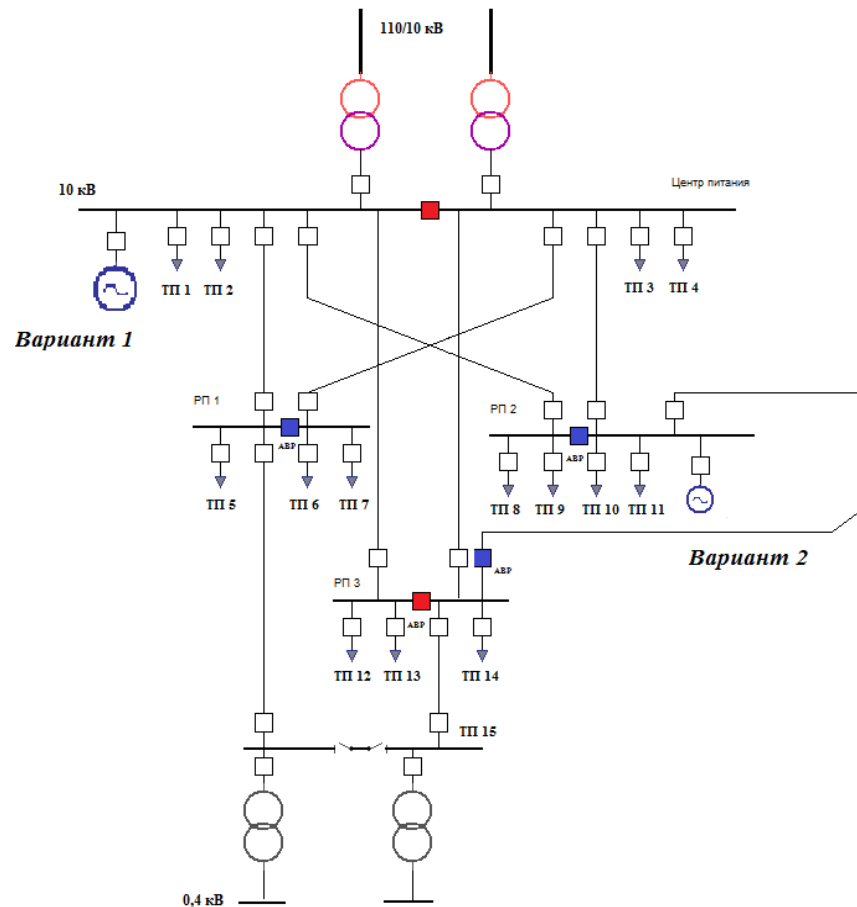 110/10 кВ
Центр питания
10 кВ
ТП 1
ТП 2
ТП 3
ТП 4
Вариант 1
РП 1
РП 2
АВР
АВР
ТП 5
ТП 6
ТП 7
ТП 8
ТП 9
ТП 10
ТП 11
Вариант 2
АВР
РП 3
АВР
ТП 12
ТП 13
ТП 14
ТП 15
0,4 кВ